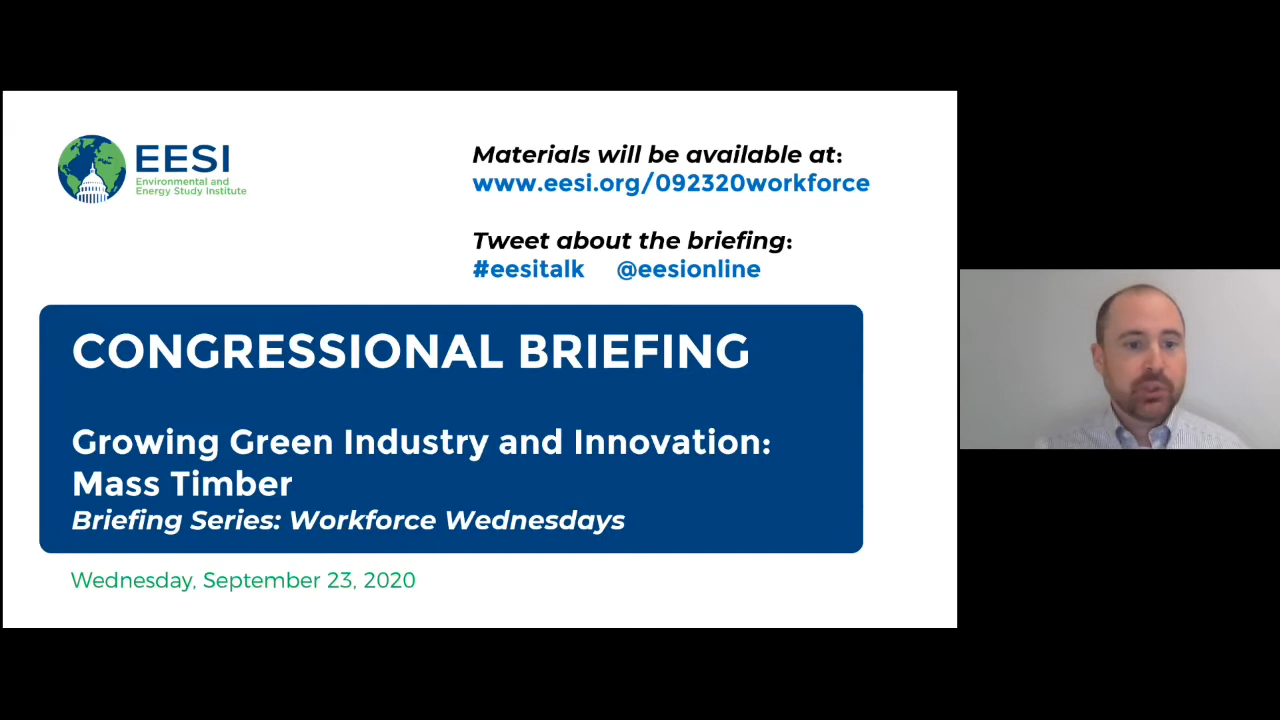 EESI
Environmental and
Energy Study Institute
Materials will be available at:
www.eesi.org/092320workforce
Tweet about the briefing:
#eesitalk @eesionline
CONGRESSIONAL BRIEFING
Growing Green Industry and Innovation:
Mass Timber
Briefing Series: Workforce Wednesdays
Wednesday, September 23, 2020